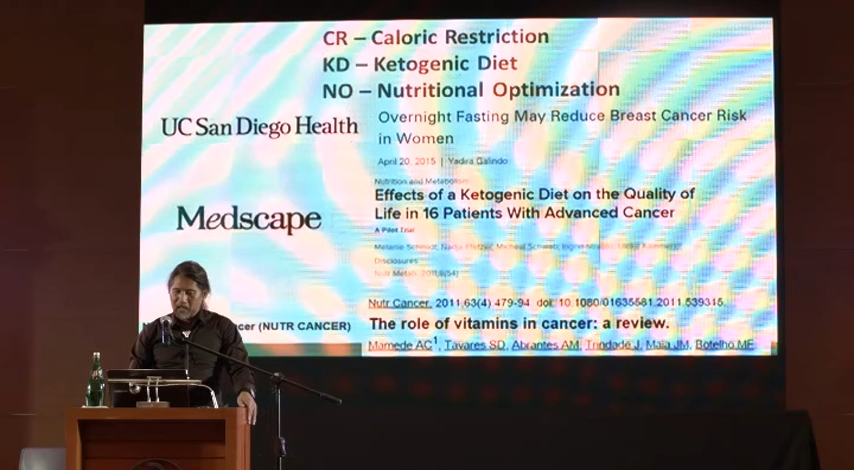 CR – Caloric Restriction
KD – Ketogenic Diet
NO – Nutritional Optimization
UC San Diego Health
Overnight Fasting May Reduce Breast Cancer Risk
in Women
April 20, 2015 | Yadira Galindo
Nutrition and Metabolism
Medscape
Effects of a Ketogenic Diet on the Quality of
Life in 16 Patients With Advanced Cancer
A Pilot Trial
Disclosures
Nutr Metab. 2011;8(54)
Nutr Cancer. 2011;63(4) 479-94 doi: 10.1080/01635581.2011.539315.
cer (NUTR CANCER)
The role of vitamins in cancer: a review.
Mamede AC1, Tavares SD, Abrantes AM, Trindade J, Maia JM, Botelho MF